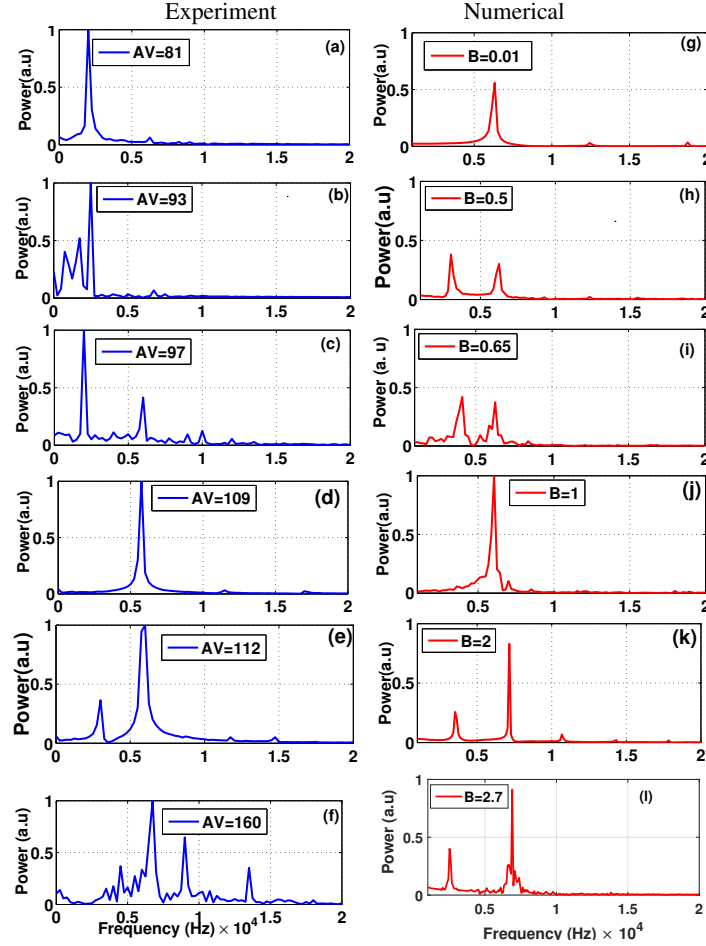 Experiment
Numerical
Power(a.u)
1
0.5
0
AV=81
(a)
0
0.5
1
1.5
2
Power(a.u)
1
0.5
0
B=0.01
(g)
0.5
1
1.5
2
Power(a.u)
1
0.5
0
AV=93
(b)
0
0.5
1
1.5
2
Power(a.u)
1
0.5
0
B=0.5
(h)
0.5
1
1.5
2
Power(a.u)
1
0.5
0
AV=97
(c)
0
0.5
1
1.5
2
Power(a. u)
1
0.5
0
B=0.65
(i)
0.5
1
1.5
2
Power(a.u)
1
0.5
0
AV=109
(d)
0
0.5
1
1.5
2
Power(a.u)
1
0.5
0
B=1
(j)
0.5
1
1.5
2
Power(a.u)
1
0.5
0
AV=112
(e)
0
0.5
1
1.5
2
Power(a.u)
1
0.5
0
B=2
(k)
0.5
1
1.5
2
Power(a.u)
1
0.5
0
AV=160
(f)
0
0.5
1
1.5
2
Frequency (Hz) × 10⁴
Power (a.u)
1
0.5
0
B=2.7
(l)
0.5
1
1.5
2
Frequency (Hz) × 10⁴